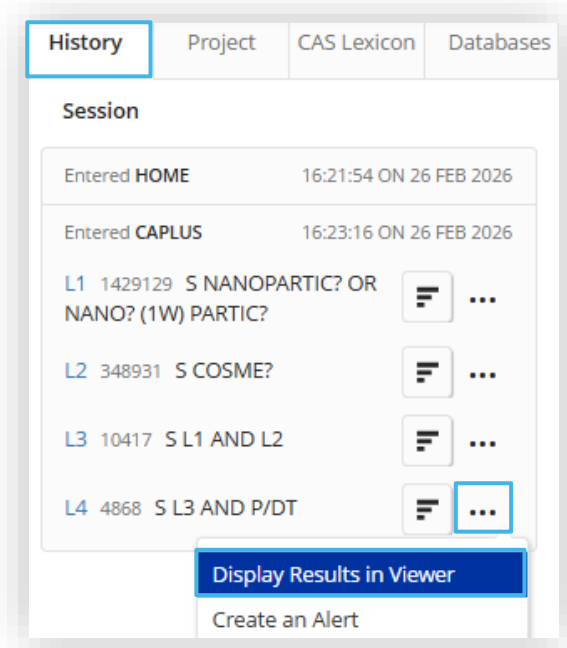 History Project CAS Lexicon Databases
Session
Entered HOME 16:21:54 ON 26 FEB 2026
Entered CAPLUS 16:23:16 ON 26 FEB 2026
L1 1429129 S NANOPARTIC? OR
NANO? (1W) PARTIC?
L2 348931 S COSME?
L3 10417 S L1 AND L2
L4 4868 S L3 AND P/DT
Display Results in Viewer
Create an Alert